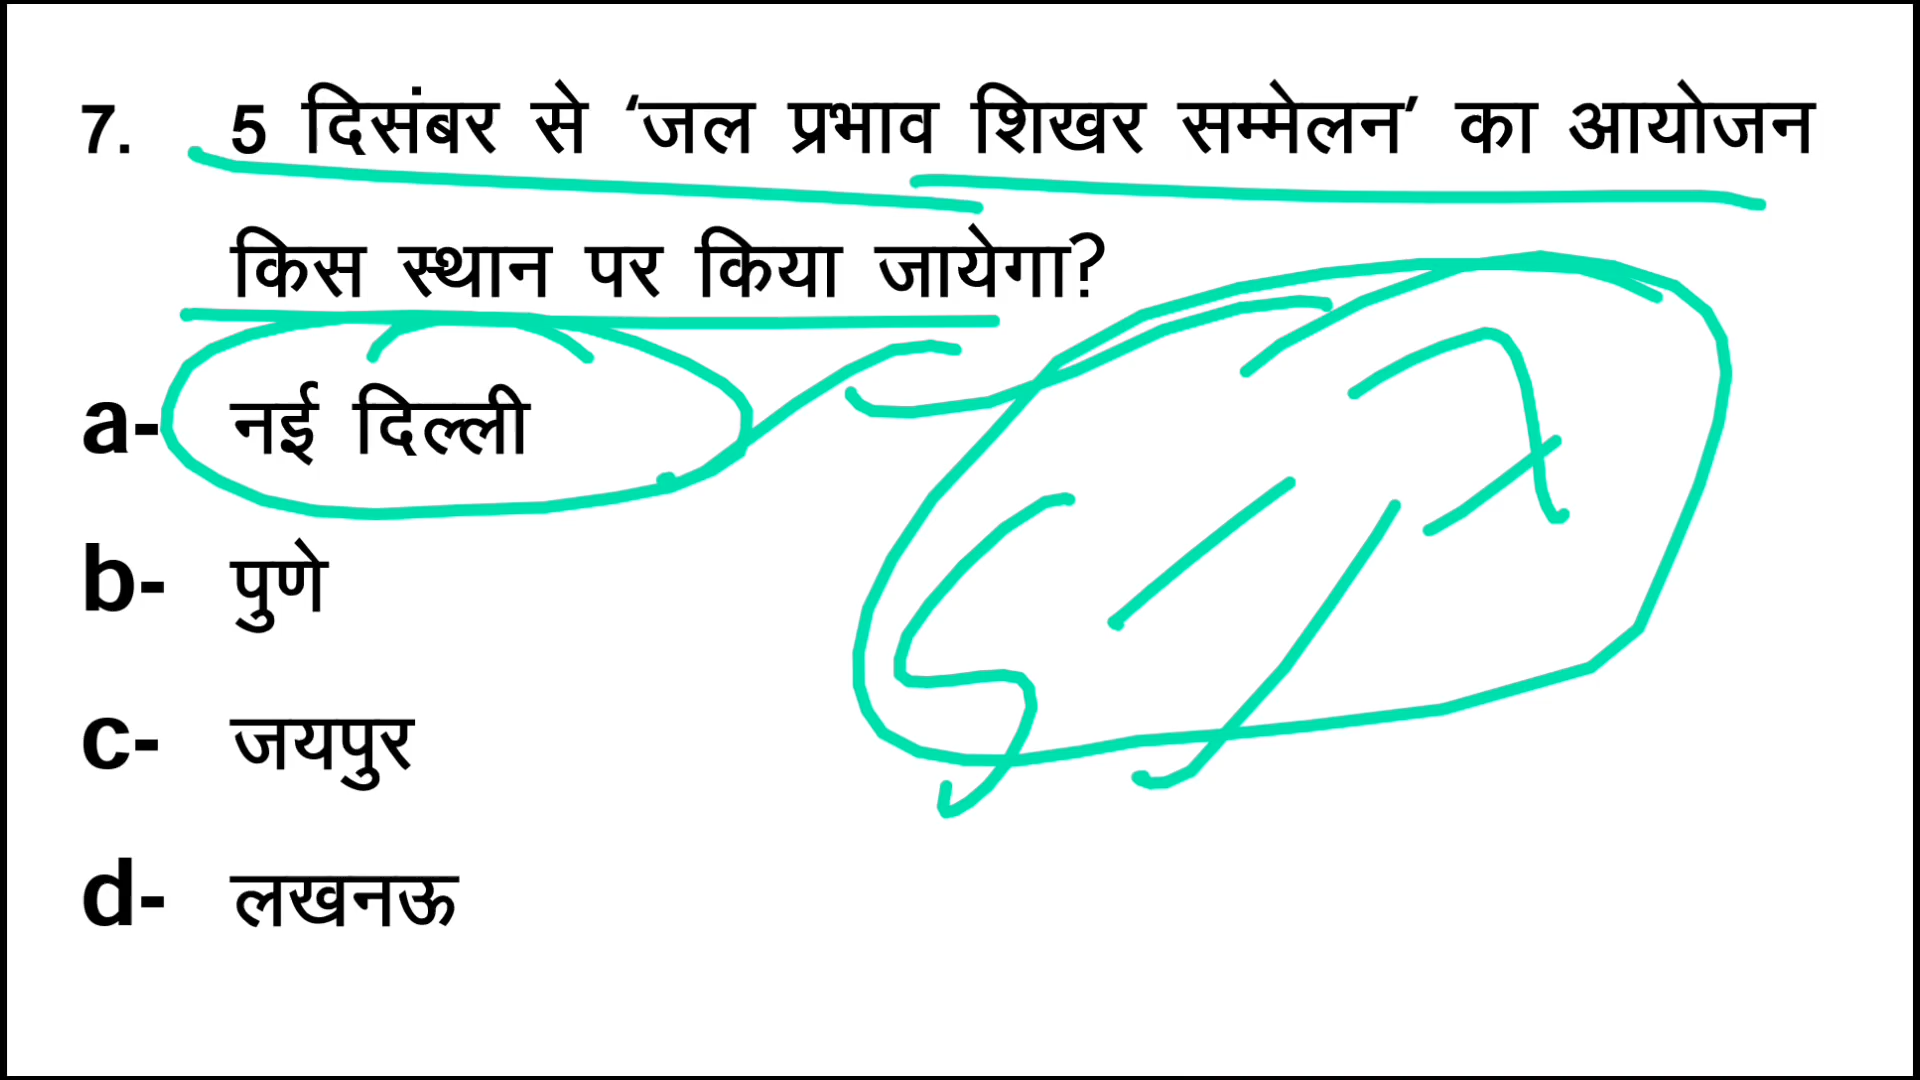 7. 5 दिसंबर से ‘जल प्रभाव शिखर सम्मेलन’ का आयोजन
किस स्थान पर किया जायेगा?
a- नई दिल्ली
b- पुणे
c- जयपुर
d- लखनऊ